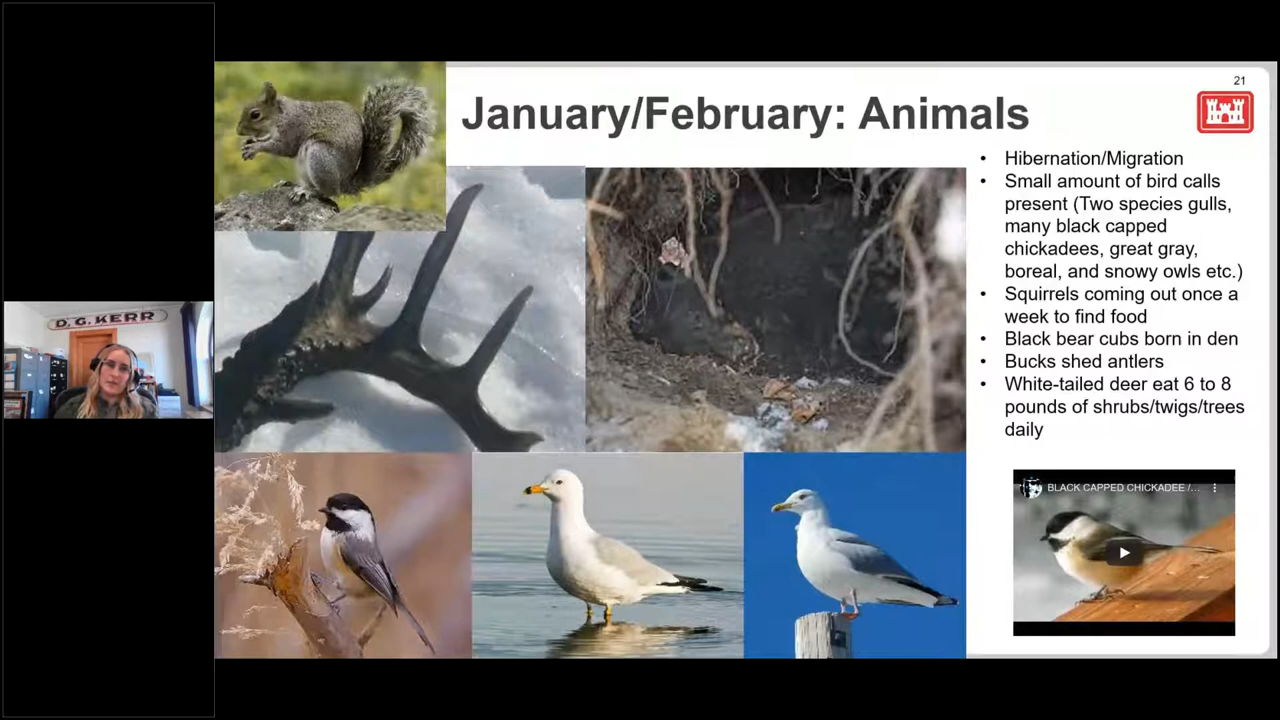 21
January/February: Animals
• Hibernation/Migration
• Small amount of bird calls
present (Two species gulls,
many black capped
chickadees, great gray,
boreal, and snowy owls etc.)
• Squirrels coming out once a
week to find food
• Black bear cubs born in den
• Bucks shed antlers
• White-tailed deer eat 6 to 8
pounds of shrubs/twigs/trees
daily
D.G.KERR
BLACK CAPPED CHICKADEE /...